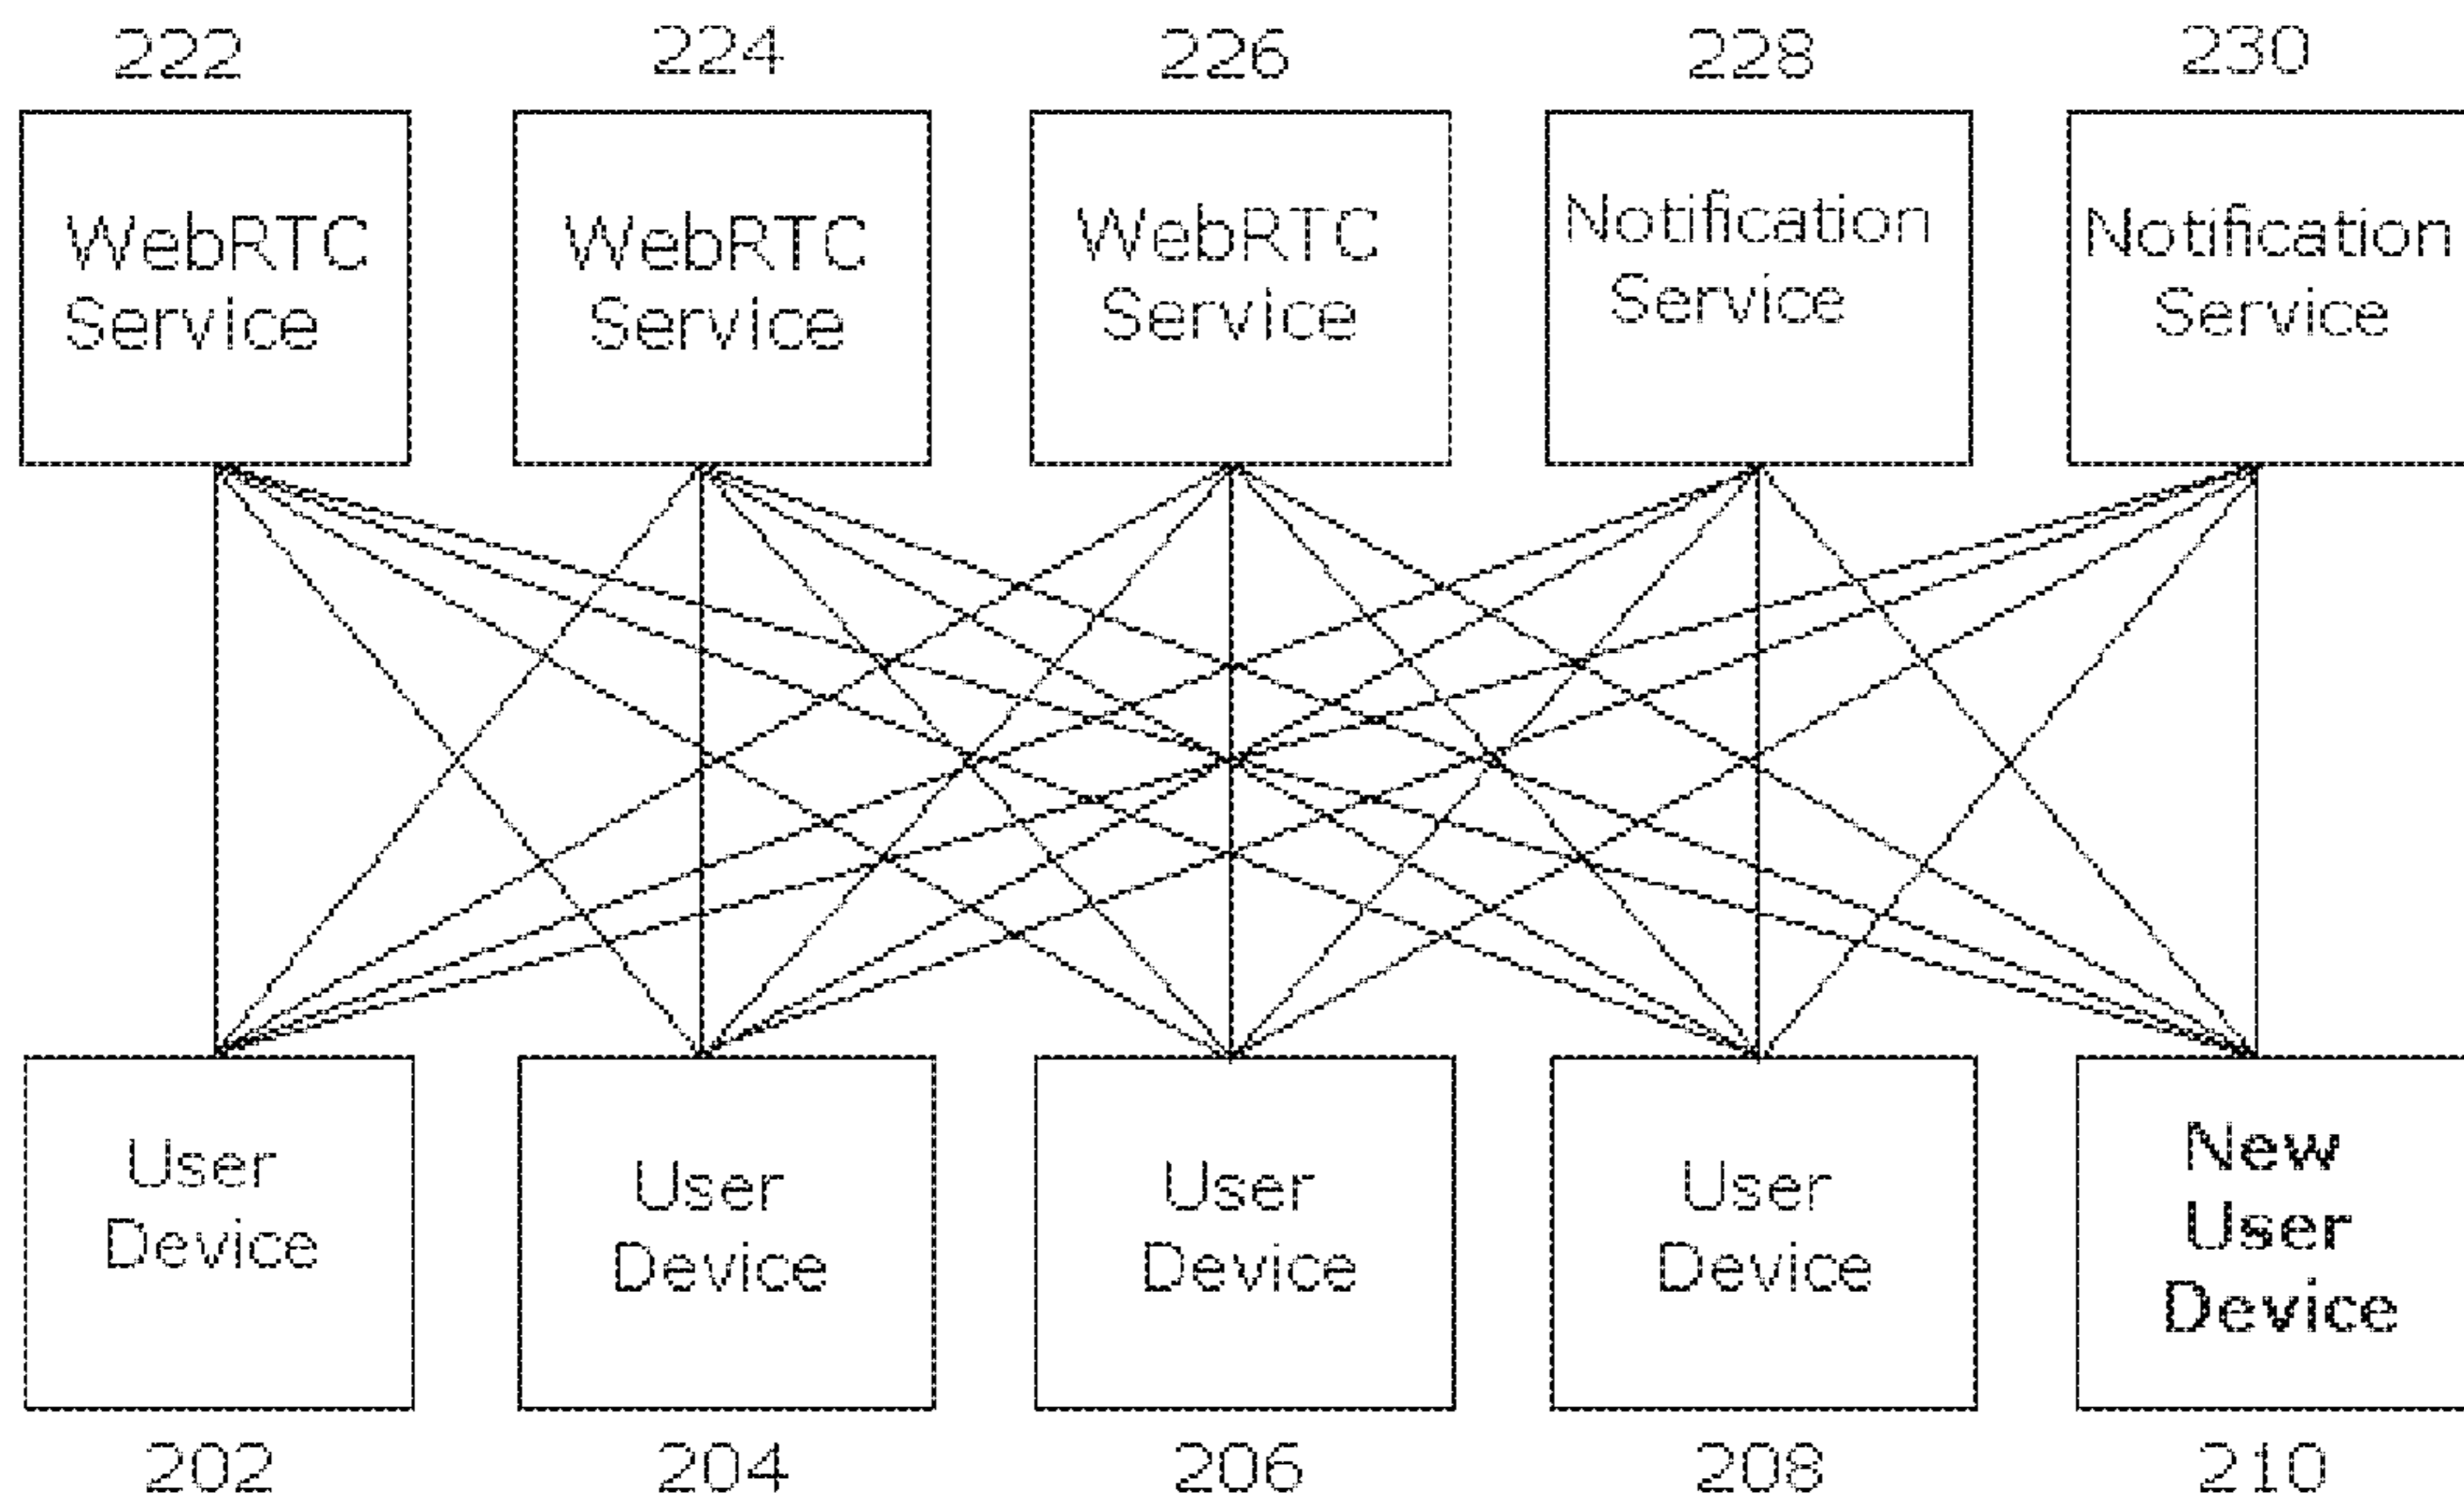 222 224 226 228 230
WebRTC
Service
WebRTC
Service
WebRTC
Service
Notification
Service
Notification
Service
User
Device
User
Device
User
Device
User
Device
New
User
Device
202 204 206 208 210